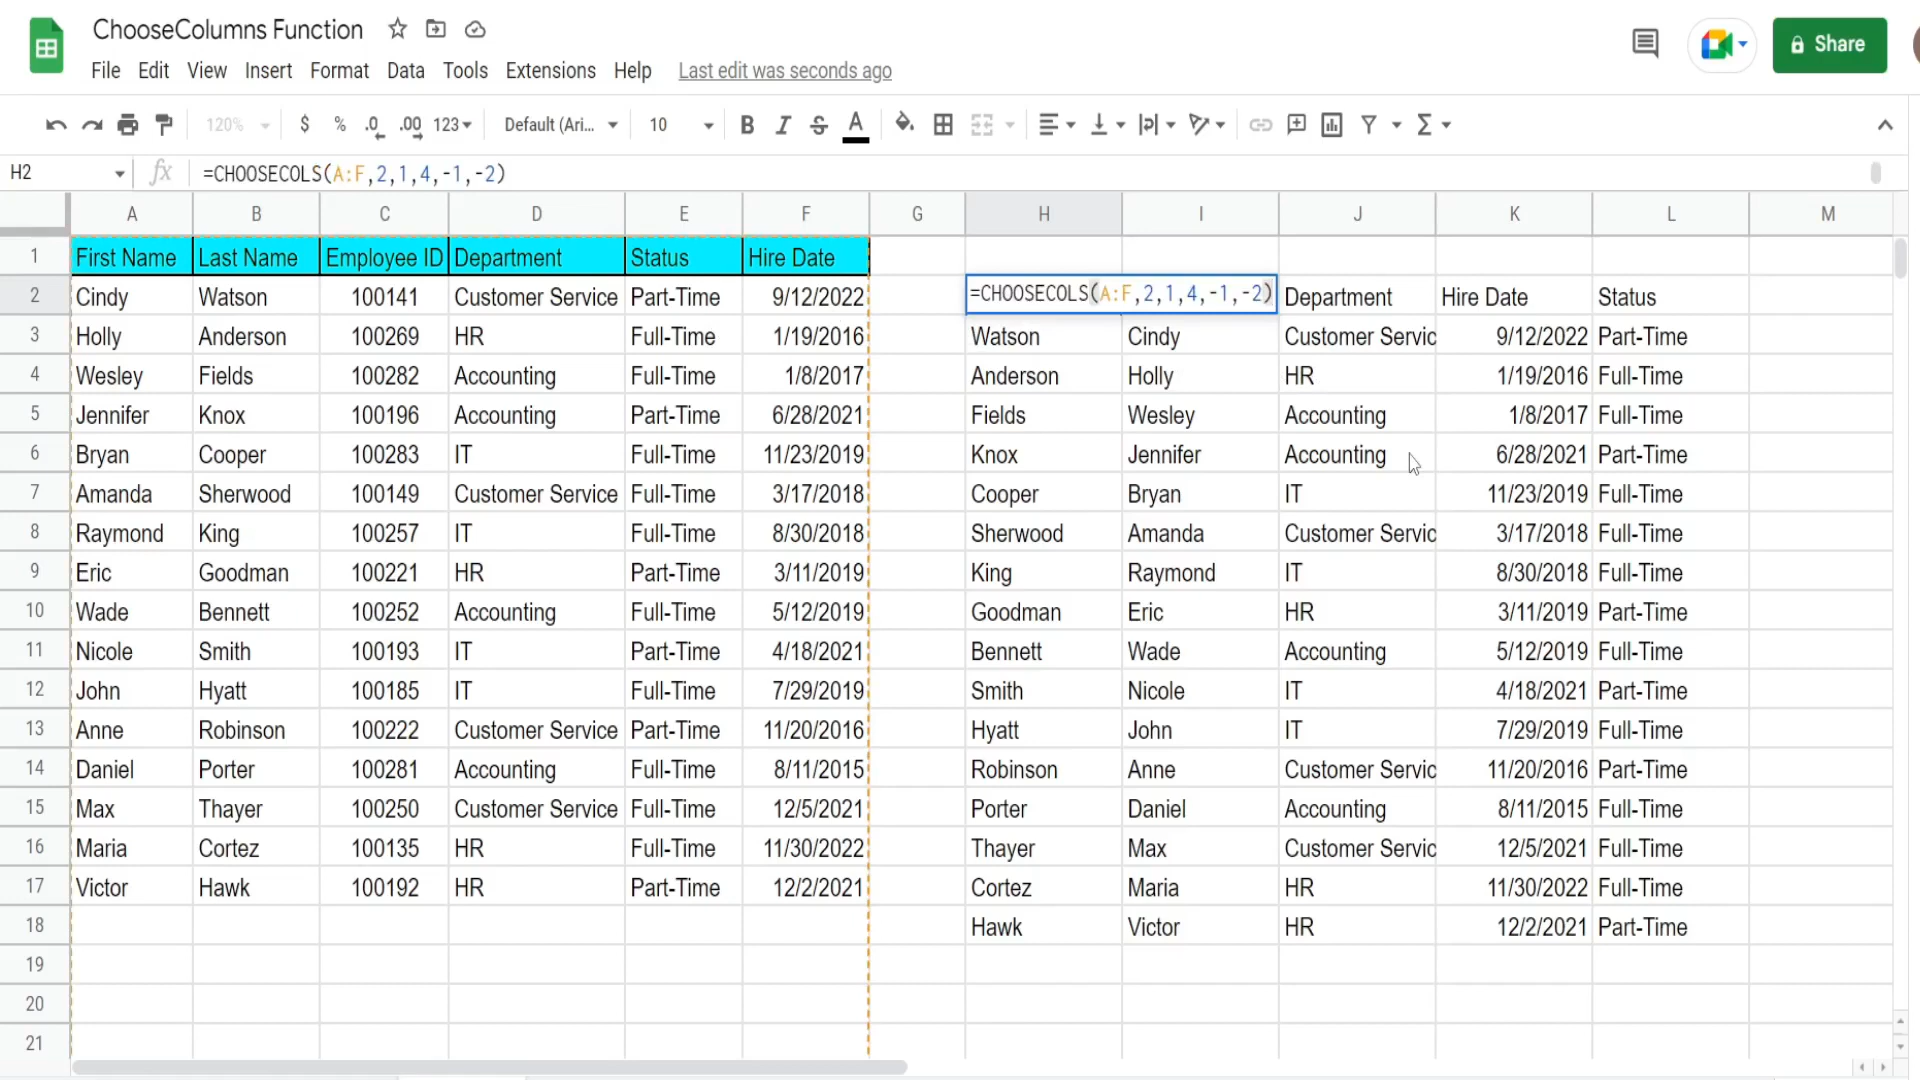 ChooseColumns Function
Share
File Edit View Insert Format Data Tools Extensions Help Last edit was seconds ago
120% $ % .0 .00 123 Default (Ari... 10 B I S A Σ
H2 fx =CHOOSECOLS(A:F,2,1,4,-1,-2)
A B C D E F G H I J K L M
1 First Name Last Name Employee ID Department Status Hire Date
2 Cindy Watson 100141 Customer Service Part-Time 9/12/2022 =CHOOSECOLS(A:F,2,1,4,-1,-2) Department Hire Date Status
3 Holly Anderson 100269 HR Full-Time 1/19/2016 Watson Cindy Customer Servic 9/12/2022 Part-Time
4 Wesley Fields 100282 Accounting Full-Time 1/8/2017 Anderson Holly HR 1/19/2016 Full-Time
5 Jennifer Knox 100196 Accounting Part-Time 6/28/2021 Fields Wesley Accounting 1/8/2017 Full-Time
6 Bryan Cooper 100283 IT Full-Time 11/23/2019 Knox Jennifer Accounting 6/28/2021 Part-Time
7 Amanda Sherwood 100149 Customer Service Full-Time 3/17/2018 Cooper Bryan IT 11/23/2019 Full-Time
8 Raymond King 100257 IT Full-Time 8/30/2018 Sherwood Amanda Customer Servic 3/17/2018 Full-Time
9 Eric Goodman 100221 HR Part-Time 3/11/2019 King Raymond IT 8/30/2018 Full-Time
10 Wade Bennett 100252 Accounting Full-Time 5/12/2019 Goodman Eric HR 3/11/2019 Part-Time
11 Nicole Smith 100193 IT Part-Time 4/18/2021 Bennett Wade Accounting 5/12/2019 Full-Time
12 John Hyatt 100185 IT Full-Time 7/29/2019 Smith Nicole IT 4/18/2021 Part-Time
13 Anne Robinson 100222 Customer Service Part-Time 11/20/2016 Hyatt John IT 7/29/2019 Full-Time
14 Daniel Porter 100281 Accounting Full-Time 8/11/2015 Robinson Anne Customer Servic 11/20/2016 Part-Time
15 Max Thayer 100250 Customer Service Full-Time 12/5/2021 Porter Daniel Accounting 8/11/2015 Full-Time
16 Maria Cortez 100135 HR Full-Time 11/30/2022 Thayer Max Customer Servic 12/5/2021 Full-Time
17 Victor Hawk 100192 HR Part-Time 12/2/2021 Cortez Maria HR 11/30/2022 Full-Time
18 Hawk Victor HR 12/2/2021 Part-Time
19
20
21